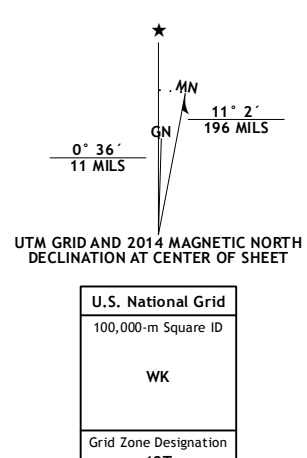 ★
MN
11° 2´
196 MILS
GN
0° 36´
11 MILS
UTM GRID AND 2014 MAGNETIC NORTH
DECLINATION AT CENTER OF SHEET
U.S. National Grid
100,000-m Square ID
WK
Grid Zone Designation